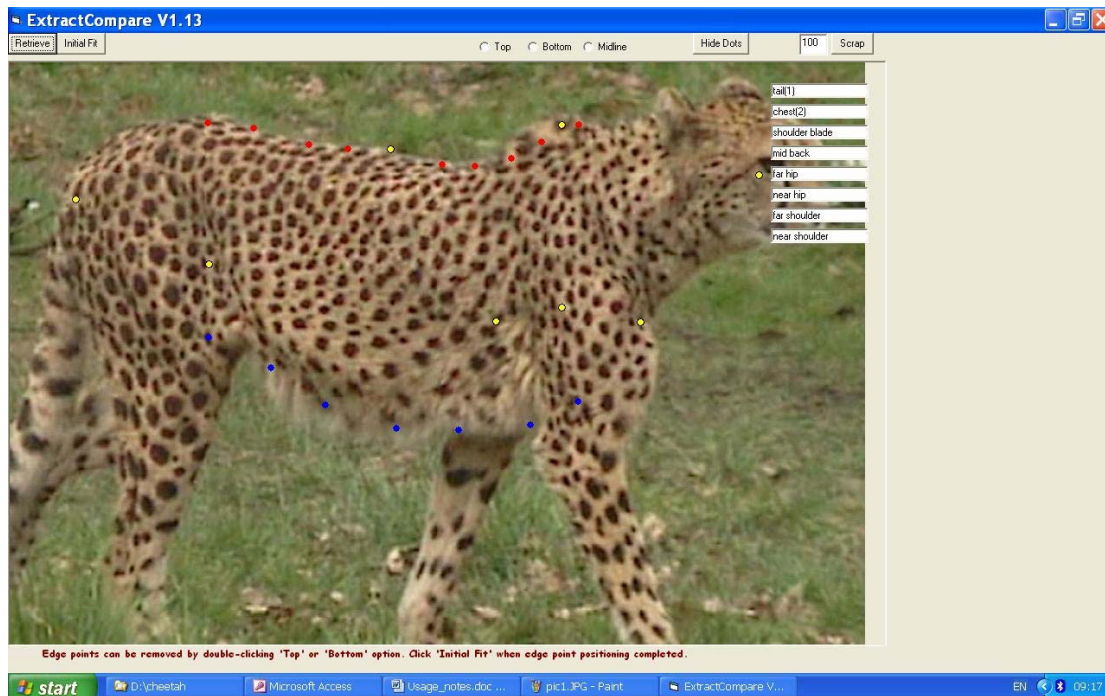 ExtractCompare V1.13
Retrieve Initial Fit Top Bottom Midline Hide Dots 100 Scrap
tail(1)
chest(2)
shoulder blade
mid back
far hip
near hip
far shoulder
near shoulder
Edge points can be removed by double-clicking 'Top' or 'Bottom' option. Click 'Initial Fit' when edge point positioning completed.
start D:\cheetah Microsoft Access Usage_notes.doc ... pic1.JPG - Paint ExtractCompare V... EN 09:17